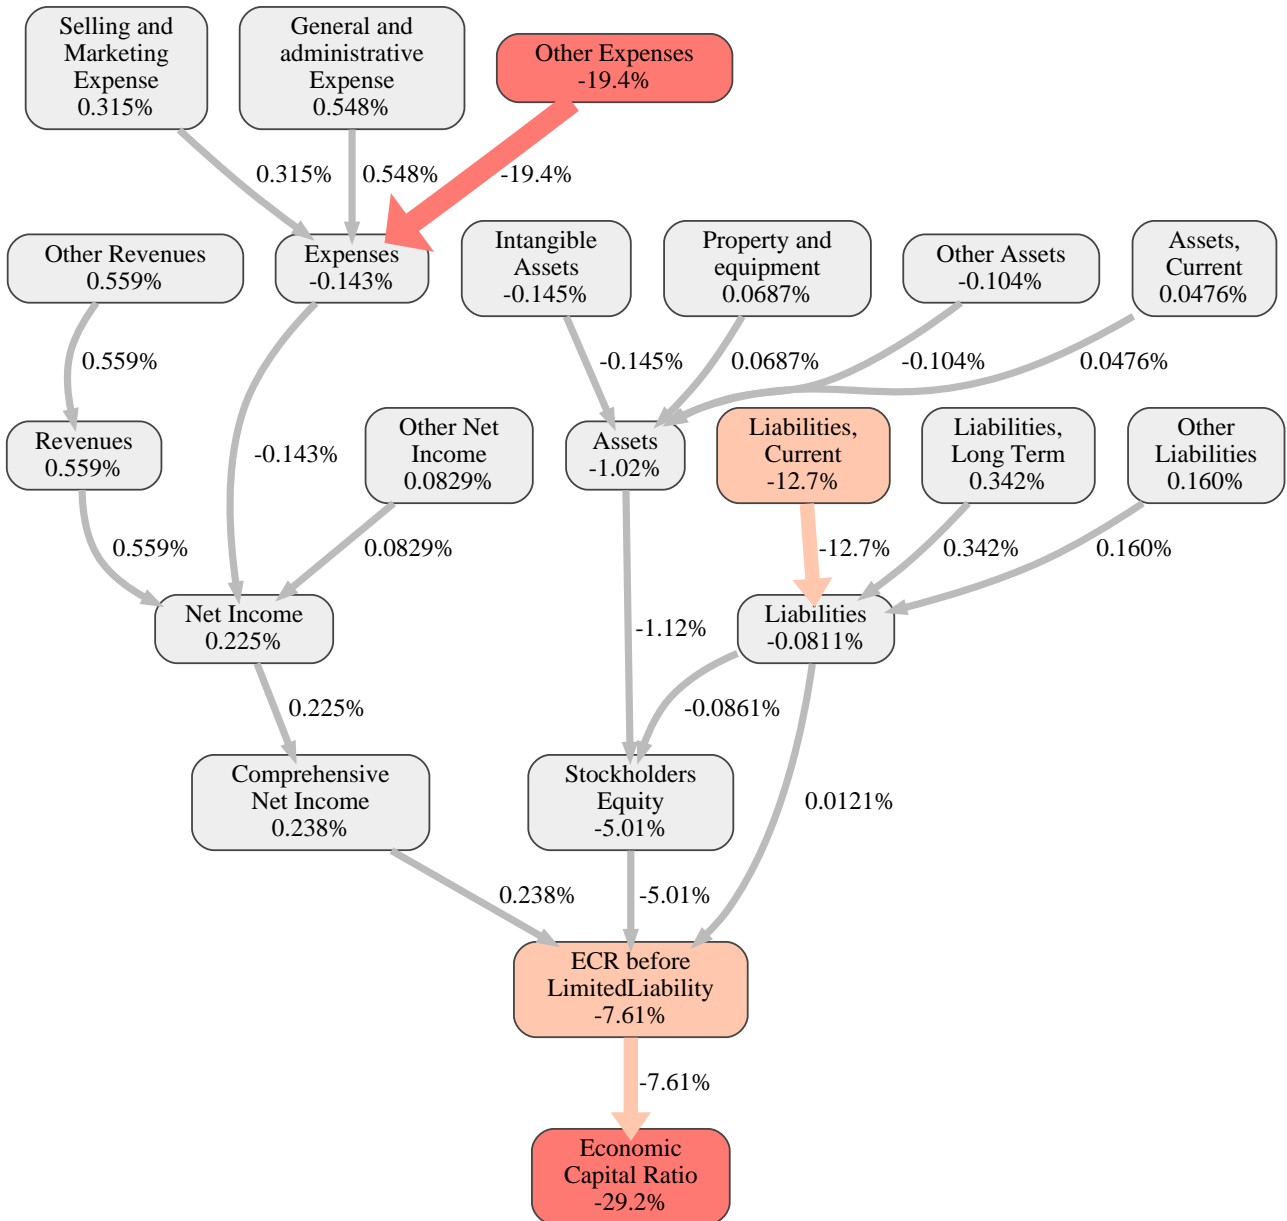 Selling and
Marketing
Expense
0.315%
General and
administrative
Expense
0.548%
Other Expenses
-19.4%
0.315%
0.548%
-19.4%
Other Revenues
0.559%
Expenses
-0.143%
Intangible
Assets
-0.145%
Property and
equipment
0.0687%
Other Assets
-0.104%
Assets,
Current
0.0476%
0.559%
-0.145%
0.0687%
-0.104%
0.0476%
Revenues
0.559%
-0.143%
Other Net
Income
0.0829%
Assets
-1.02%
Liabilities,
Current
-12.7%
Liabilities,
Long Term
0.342%
Other
Liabilities
0.160%
0.559%
0.0829%
-12.7%
0.342%
0.160%
Net Income
0.225%
-1.12%
Liabilities
-0.0811%
0.225%
-0.0861%
Comprehensive
Net Income
0.238%
Stockholders
Equity
-5.01%
0.0121%
0.238%
-5.01%
ECR before
LimitedLiability
-7.61%
-7.61%
Economic
Capital Ratio
-29.2%